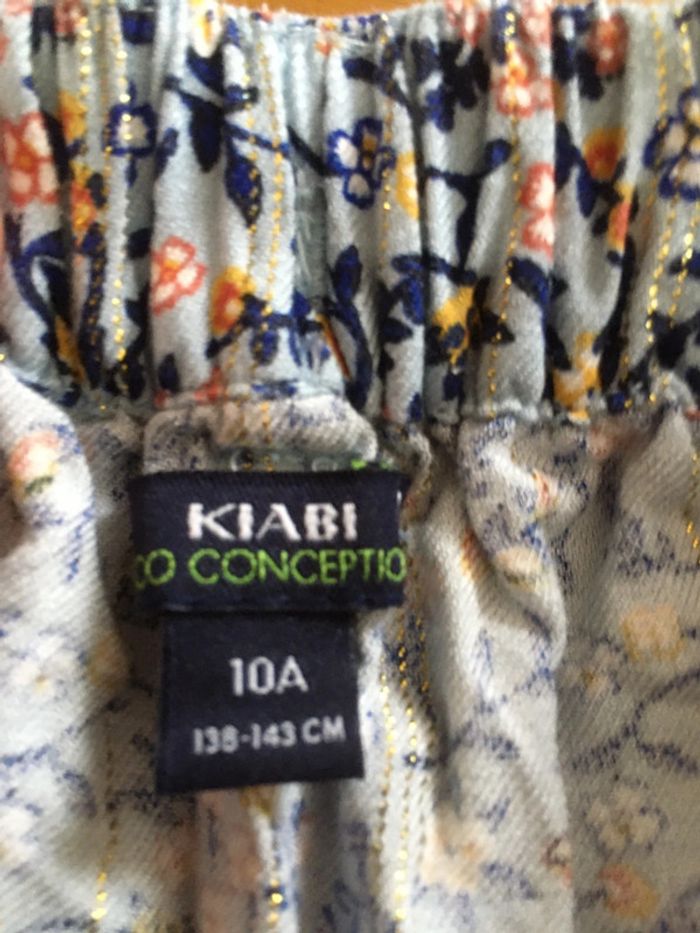 KIABI
CO CONCEPTIO
10A
138-143 CM